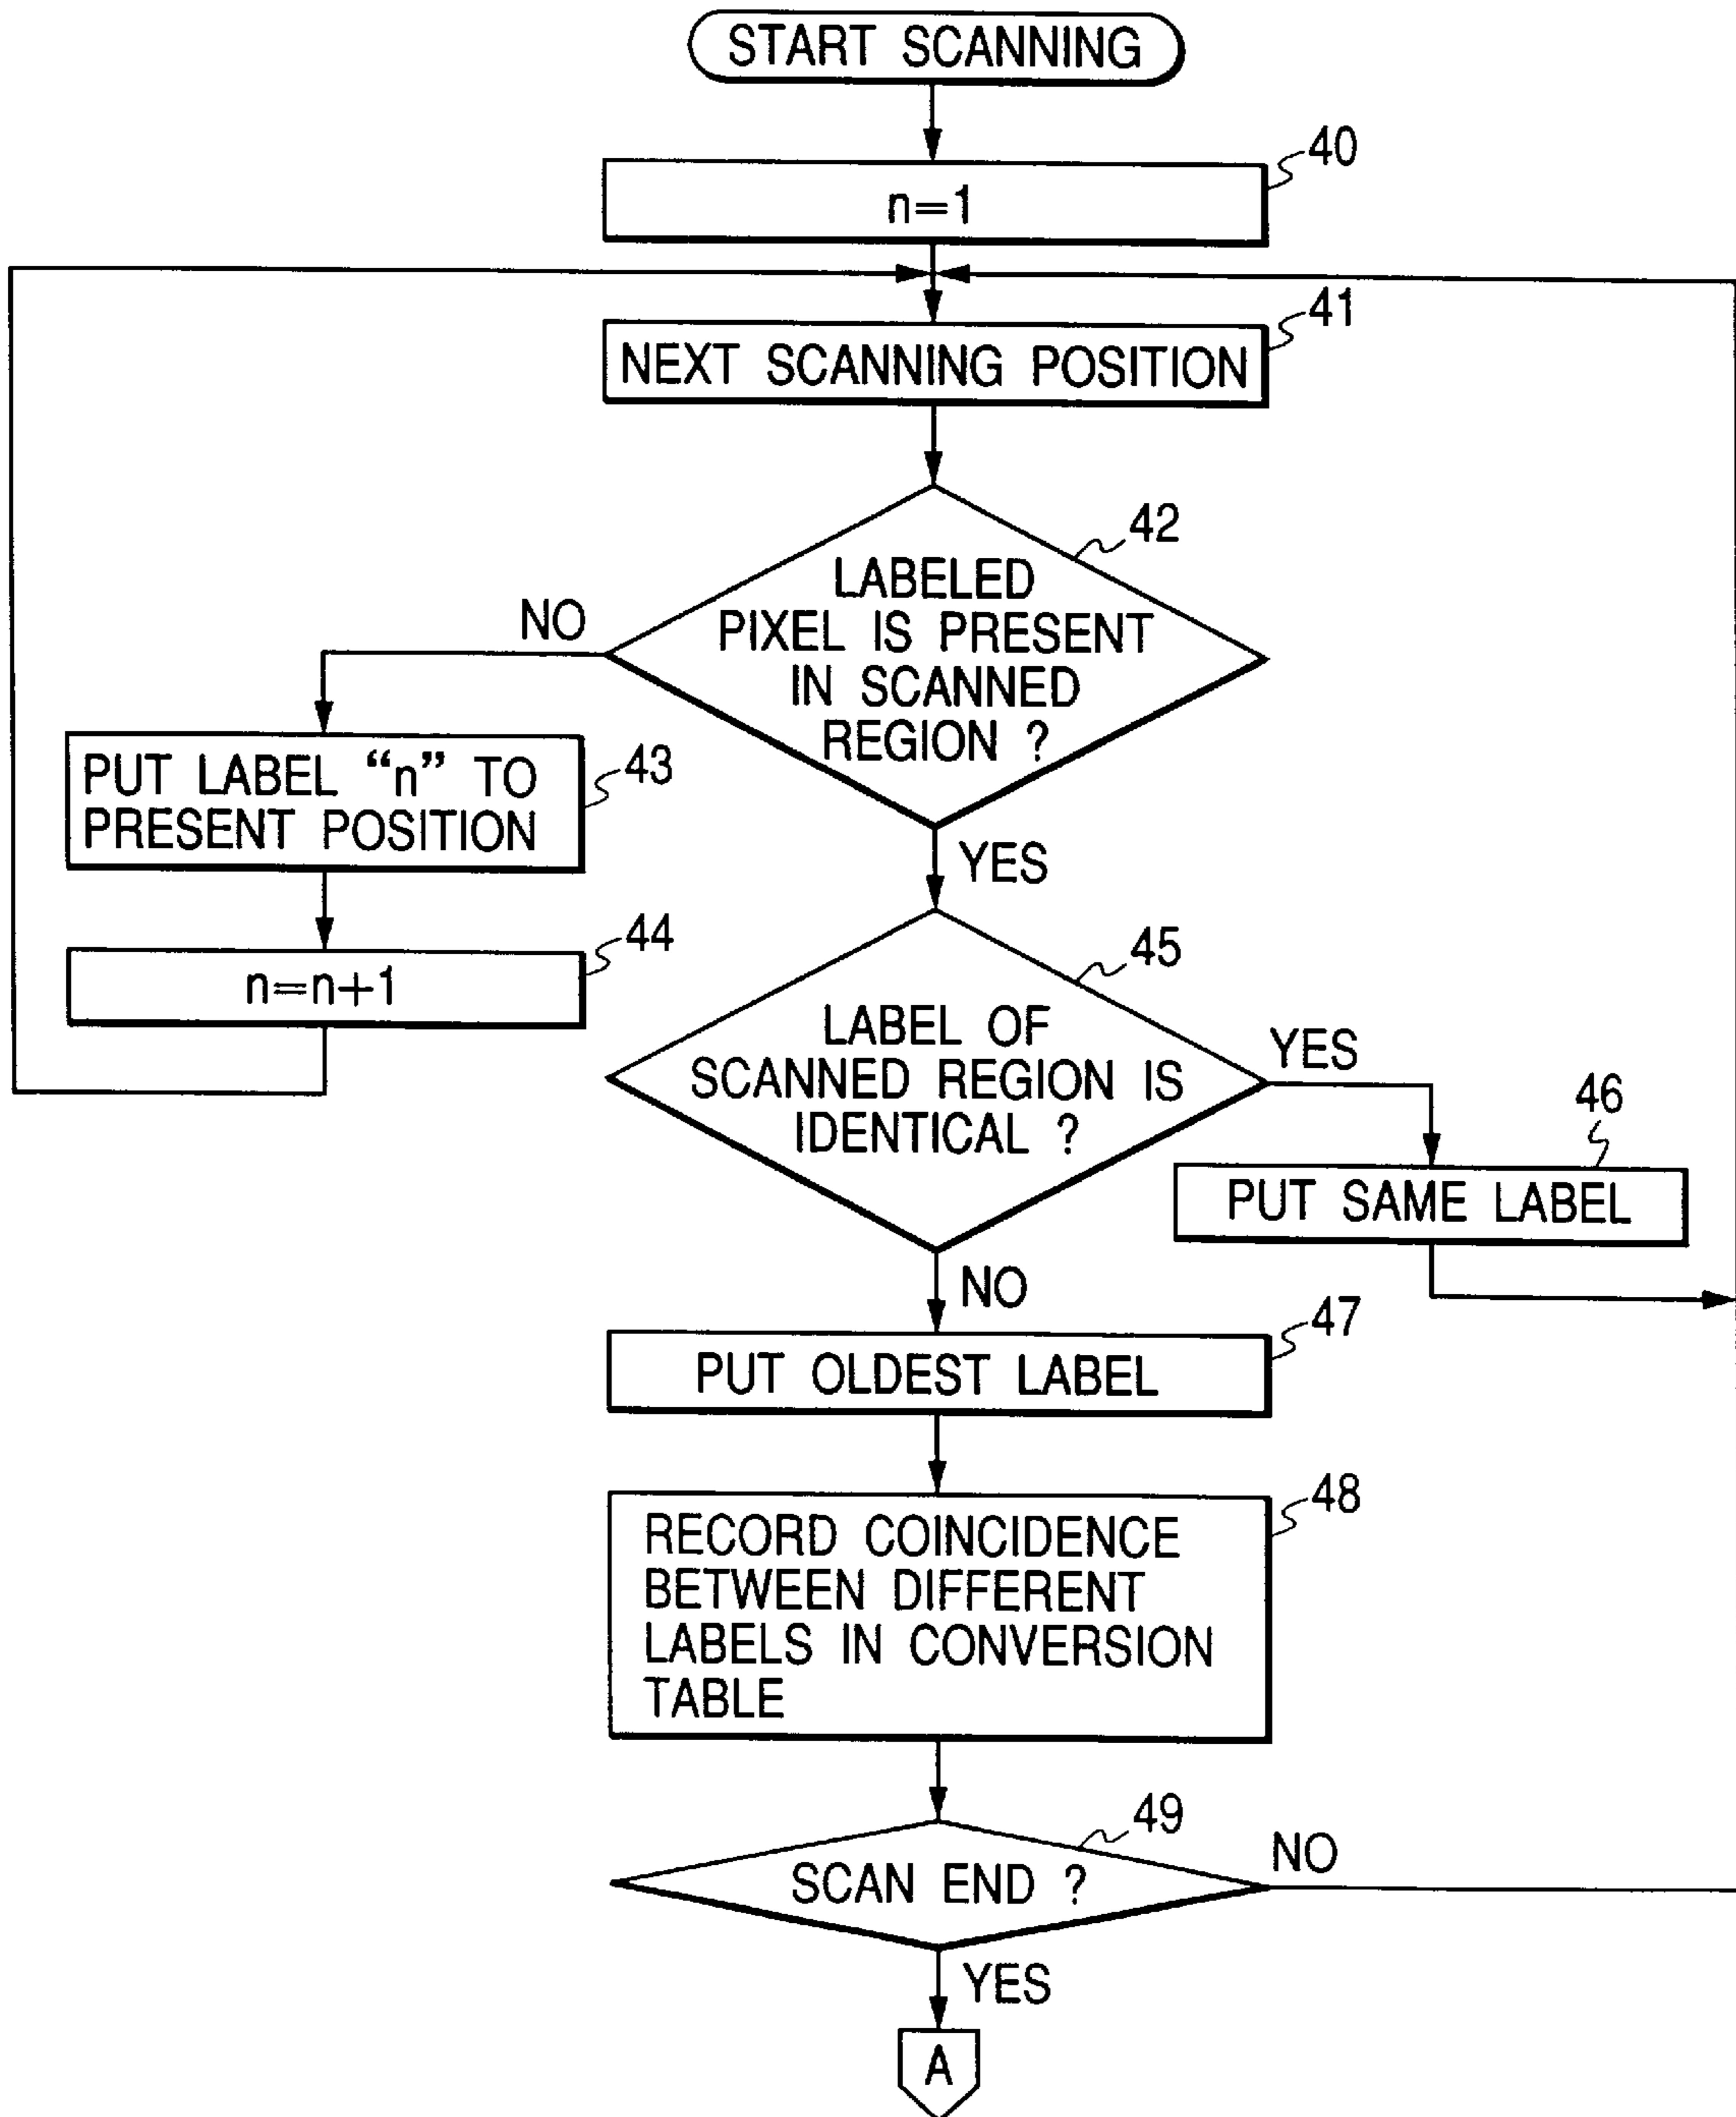 START SCANNING
40
n=1
41
NEXT SCANNING POSITION
42
LABELED
PIXEL IS PRESENT
IN SCANNED
REGION ?
NO
43
PUT LABEL “n” TO
PRESENT POSITION
YES
44
n=n+1
45
LABEL OF
SCANNED REGION IS
IDENTICAL ?
YES
46
PUT SAME LABEL
NO
47
PUT OLDEST LABEL
48
RECORD COINCIDENCE
BETWEEN DIFFERENT
LABELS IN CONVERSION
TABLE
49
SCAN END ?
NO
YES
A